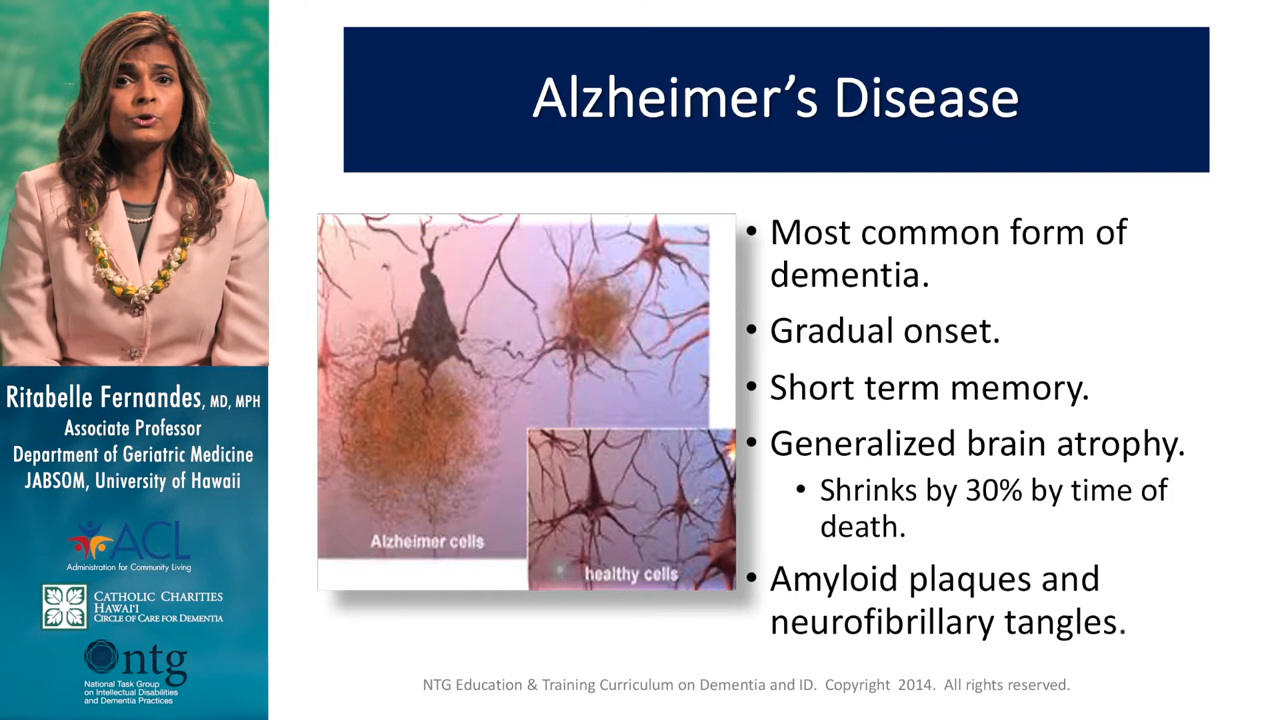 Alzheimer’s Disease
• Most common form of
dementia.
• Gradual onset.
• Short term memory.
• Generalized brain atrophy.
• Shrinks by 30% by time of
death.
• Amyloid plaques and
neurofibrillary tangles.
Alzheimer cells
healthy cells
Ritabelle Fernandes, MD, MPH
Associate Professor
Department of Geriatric Medicine
JABSOM, University of Hawaii
ACL
Administration for Community Living
CATHOLIC CHARITIES
HAWAI‘I
CIRCLE OF CARE FOR DEMENTIA
ntg
National Task Group
on Intellectual Disabilities
and Dementia Practices
NTG Education & Training Curriculum on Dementia and ID. Copyright 2014. All rights reserved.